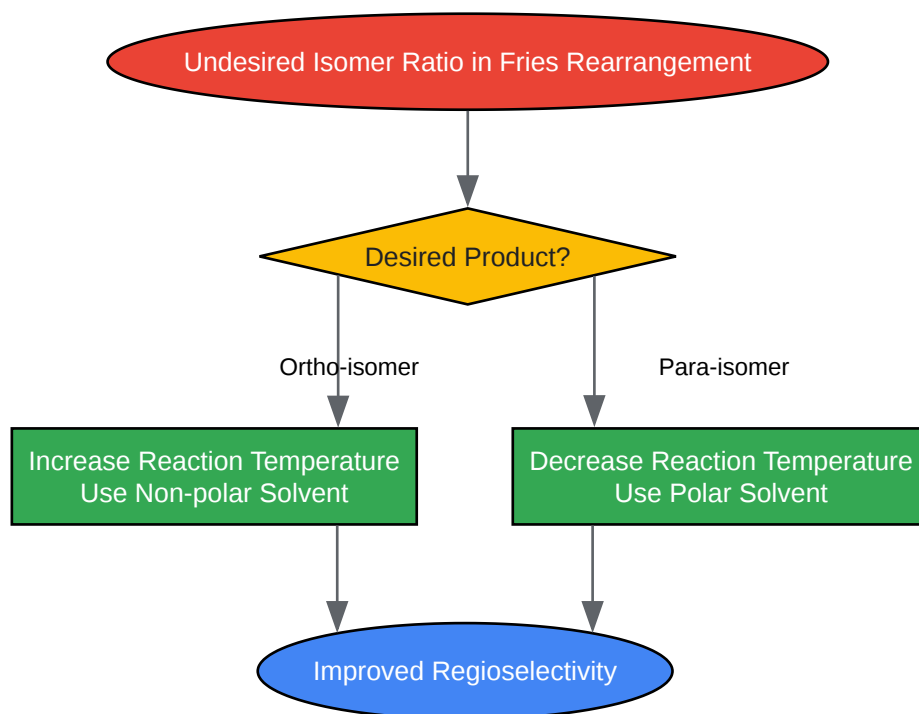 Undesired Isomer Ratio in Fries Rearrangement
Desired Product?
Ortho-isomer
Para-isomer
Increase Reaction Temperature
Use Non-polar Solvent
Decrease Reaction Temperature
Use Polar Solvent
Improved Regioselectivity